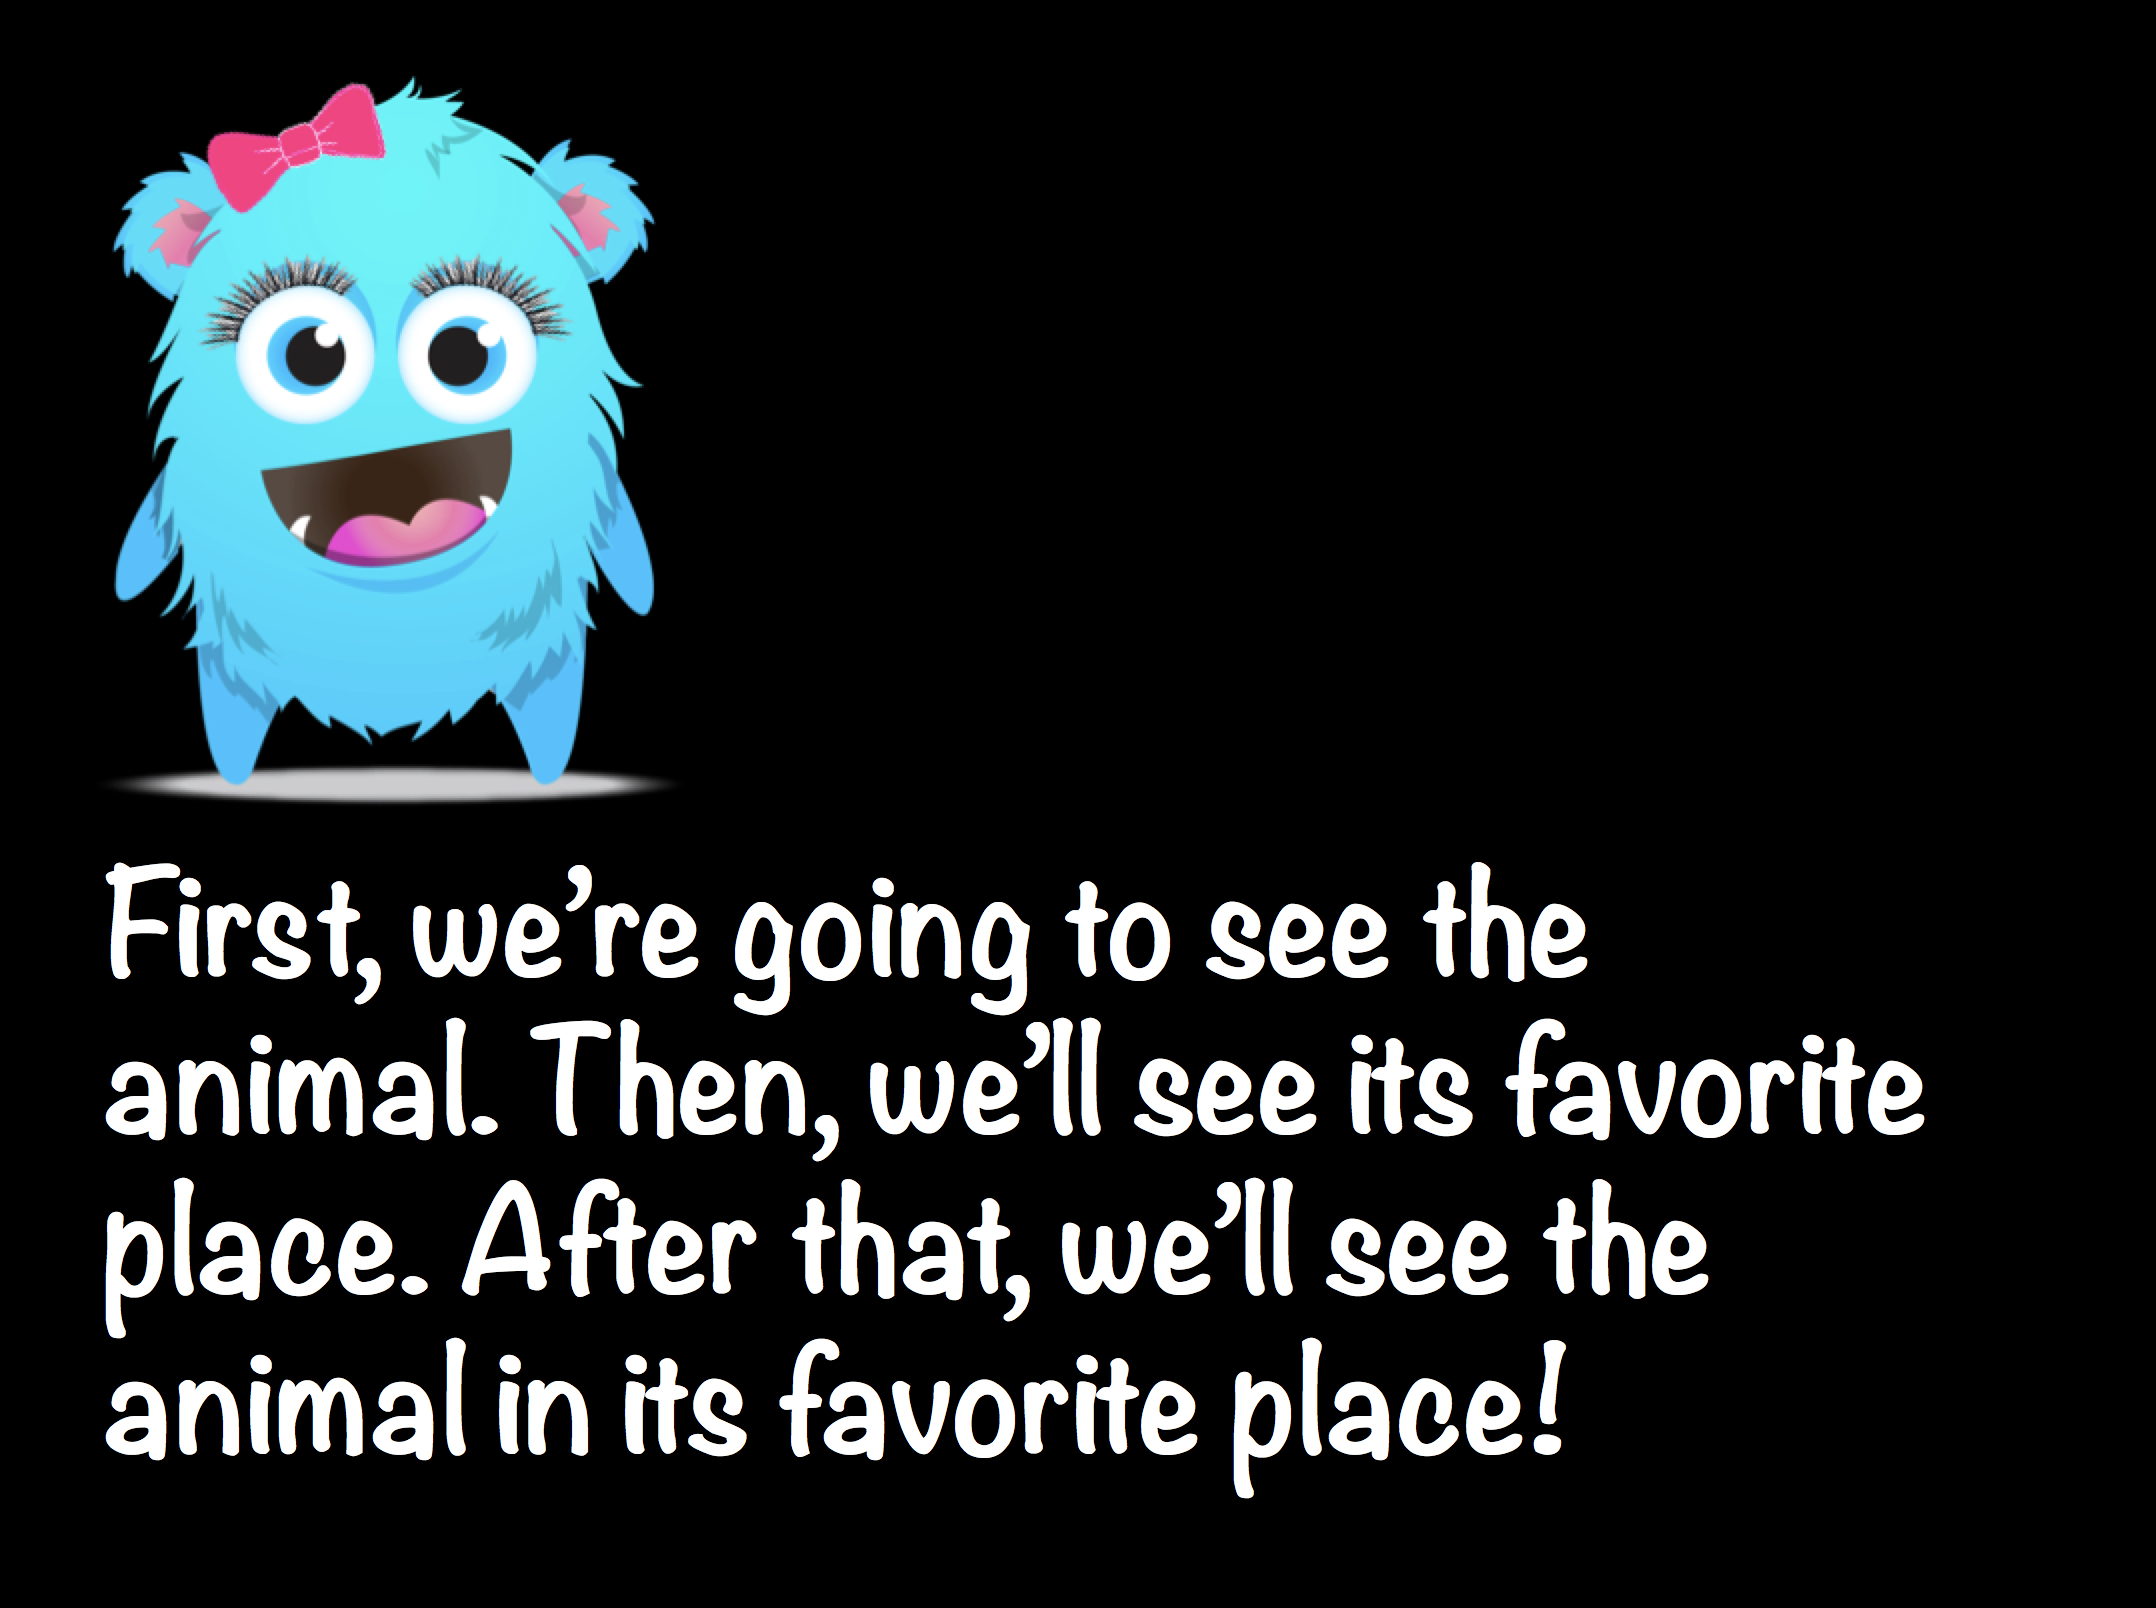 First, we’re going to see the
animal. Then, we’ll see its favorite
place. After that, we’ll see the
animal in its favorite place!